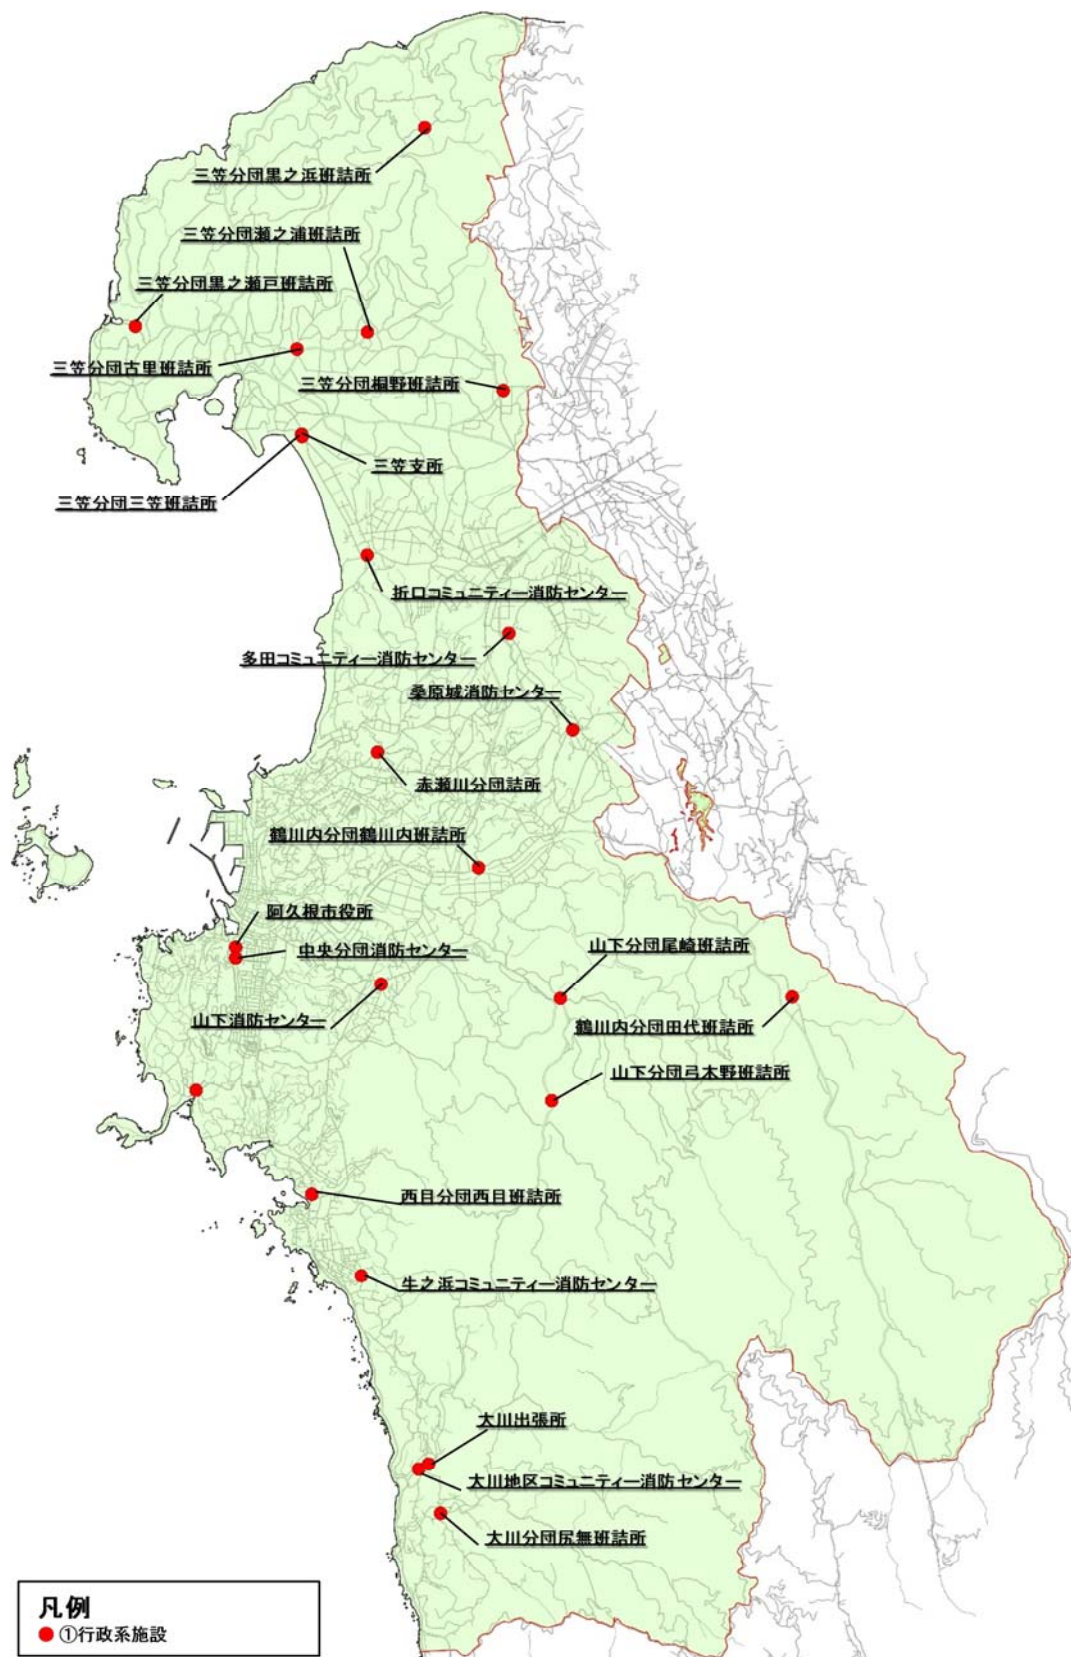 三笠分団黒之浜班詰所
三笠分団瀬之浦班詰所
三笠分団黒之瀬戸班詰所
三笠分団古里班詰所
三笠分団桐野班詰所
三笠支所
三笠分団三笠班詰所
折口コミュニティー消防センター
多田コミュニティー消防センター
桑原城消防センター
赤瀬川分団詰所
鶴川内分団鶴川内班詰所
阿久根市役所
中央分団消防センター
山下分団尾崎班詰所
山下消防センター
鶴川内分団田代班詰所
山下分団弓木野班詰所
西目分団西目班詰所
牛之浜コミュニティー消防センター
大川出張所
大川地区コミュニティー消防センター
大川分団尻無班詰所
凡例
①行政系施設